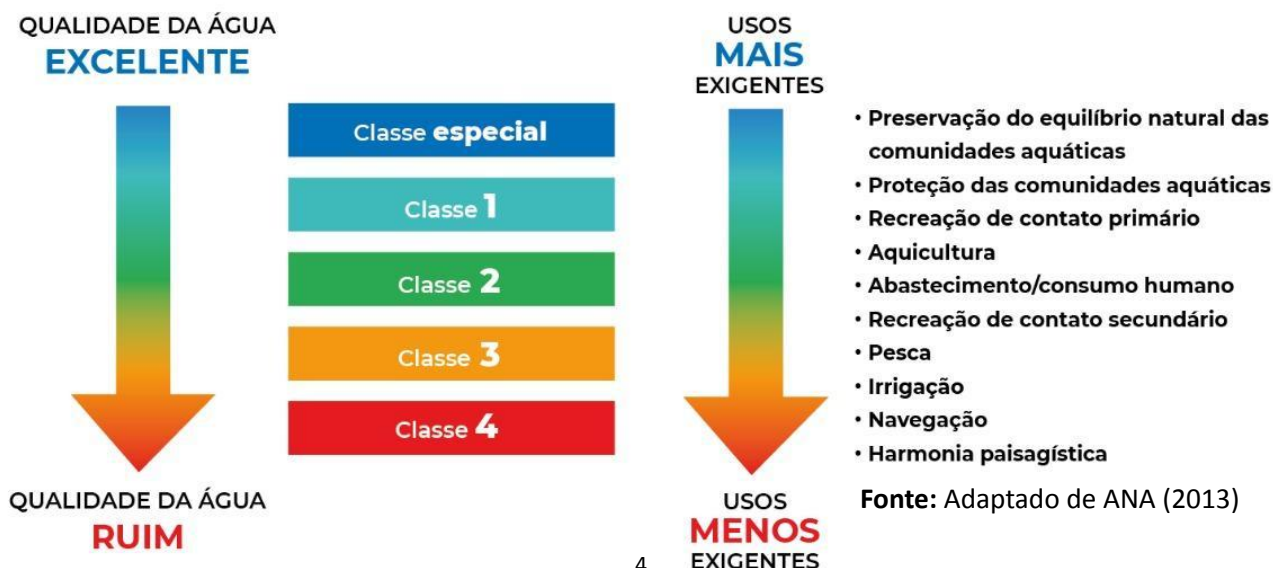 QUALIDADE DA ÁGUA
EXCELENTE
Classe especial
Classe 1
Classe 2
Classe 3
Classe 4
QUALIDADE DA ÁGUA
RUIM
USOS
MAIS
EXIGENTES
• Preservação do equilíbrio natural das
comunidades aquáticas
• Proteção das comunidades aquáticas
• Recreação de contato primário
• Aquicultura
• Abastecimento/consumo humano
• Recreação de contato secundário
• Pesca
• Irrigação
• Navegação
• Harmonia paisagística
USOS
MENOS
EXIGENTES
Fonte: Adaptado de ANA (2013)
4